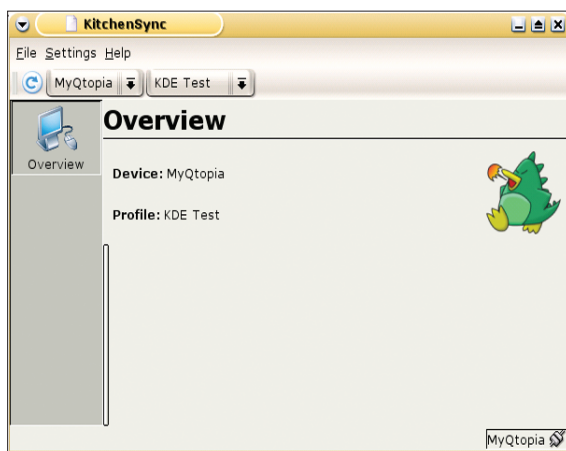 KitchenSync
File Settings Help
MyQtopia KDE Test
Overview
Overview
Device: MyQtopia
Profile: KDE Test
MyQtopia